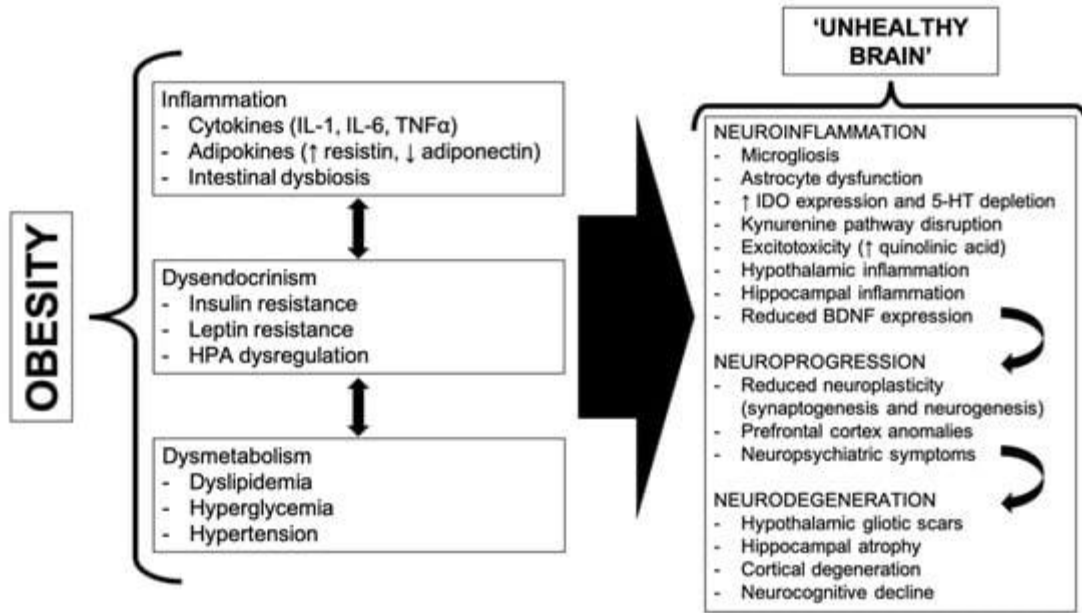 OBESITY
Inflammation
- Cytokines (IL-1, IL-6, TNFα)
- Adipokines (↑ resistin, ↓ adiponectin)
- Intestinal dysbiosis
Dysendocrinism
- Insulin resistance
- Leptin resistance
- HPA dysregulation
Dysmetabolism
- Dyslipidemia
- Hyperglycemia
- Hypertension
‘UNHEALTHY
BRAIN’
NEUROINFLAMMATION
- Microgliosis
- Astrocyte dysfunction
- ↑ IDO expression and 5-HT depletion
- Kynurenine pathway disruption
- Excitotoxicity (↑ quinolinic acid)
- Hypothalamic inflammation
- Hippocampal inflammation
- Reduced BDNF expression
NEUROPROGRESSION
- Reduced neuroplasticity
(synaptogenesis and neurogenesis)
- Prefrontal cortex anomalies
- Neuropsychiatric symptoms
NEURODEGENERATION
- Hypothalamic gliotic scars
- Hippocampal atrophy
- Cortical degeneration
- Neurocognitive decline